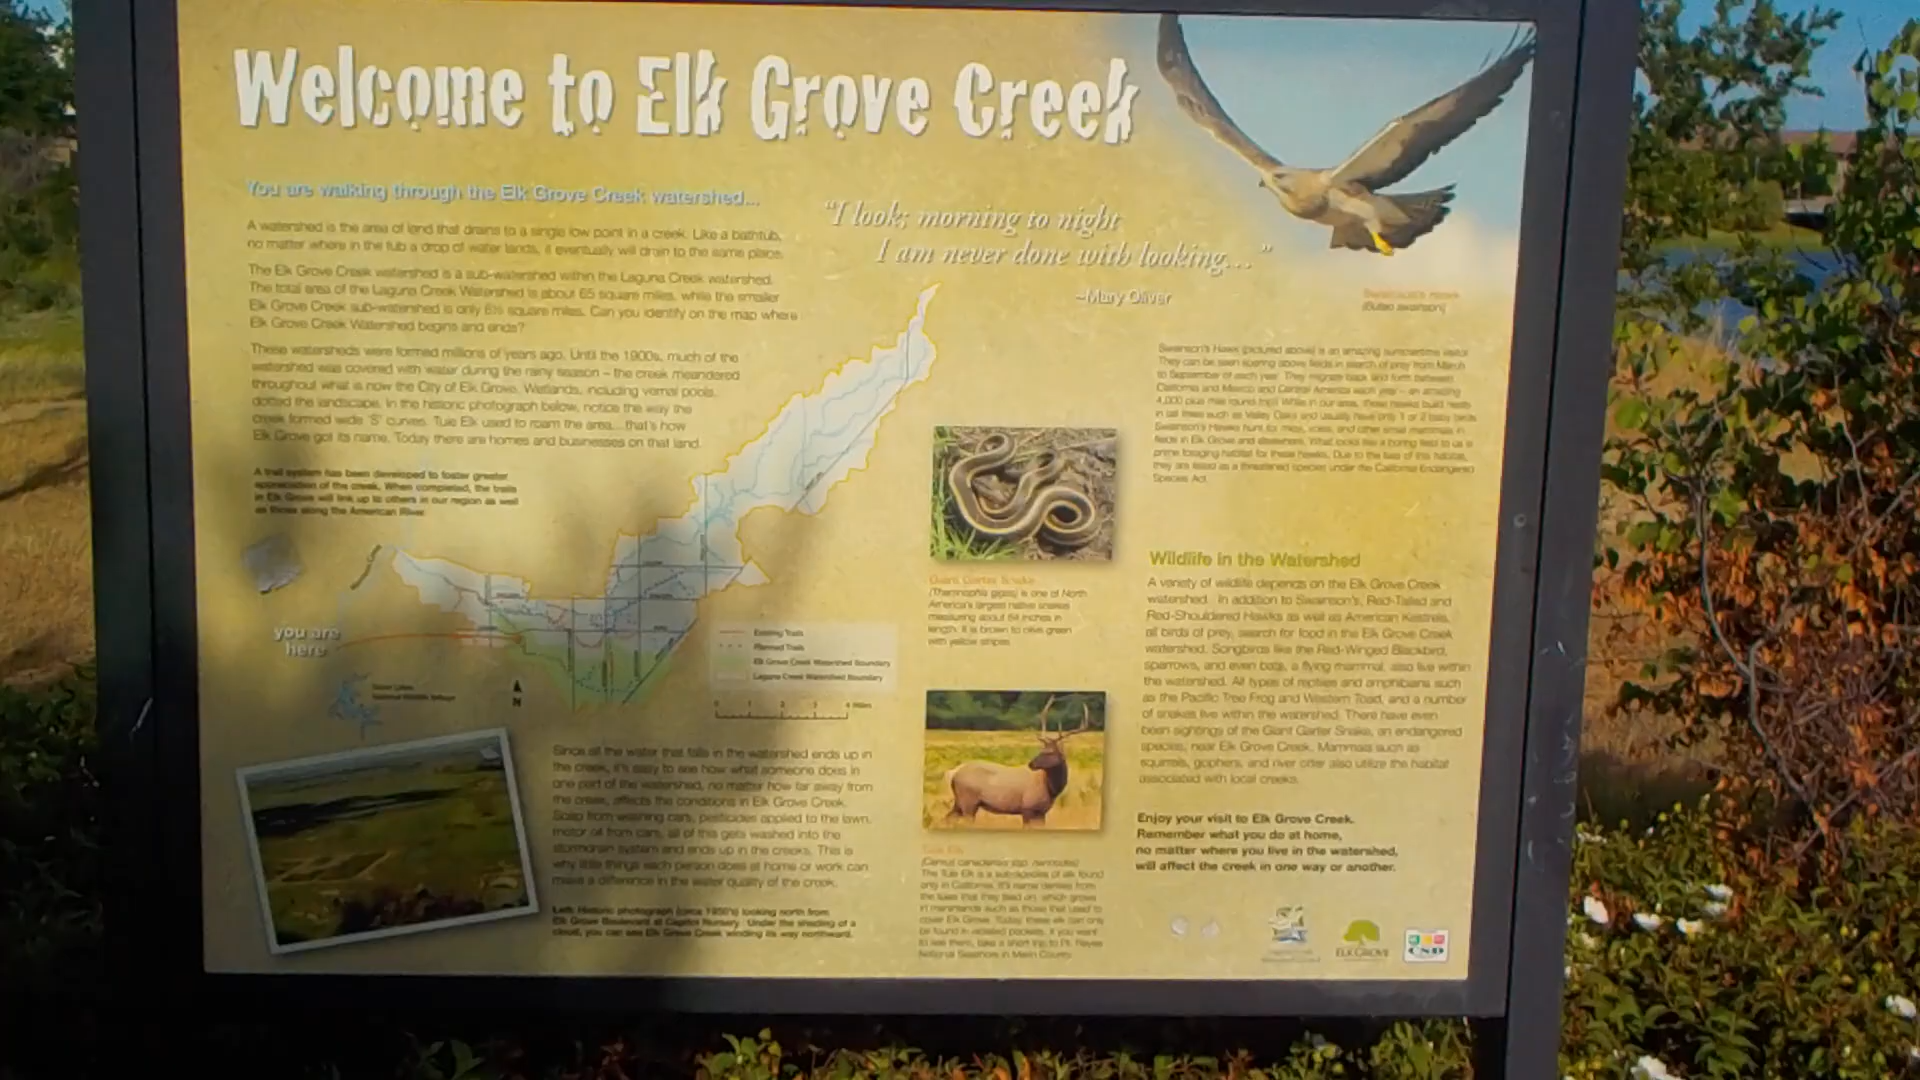 Welcome to Elk Grove Creek
You are walking through the Elk Grove Creek watershed...
A watershed is the area of land that drains to a single low point in a creek. Like a bathtub,
no matter where in the tub a drop of water lands, it eventually will drain to the same place.
The Elk Grove Creek watershed is a sub-watershed within the Laguna Creek watershed.
The total area of the Laguna Creek Watershed is about 65 square miles, while the smaller
Elk Grove Creek sub-watershed is only 6½ square miles. Can you identify on the map where
Elk Grove Creek Watershed begins and ends?
These watersheds were formed millions of years ago. Until the 1900s, much of the
watershed was covered with water during the rainy season – the creek meandered
throughout what is now the City of Elk Grove. Wetlands, including vernal pools,
dotted the landscape. In the historic photograph below, notice the way the
creek formed wide 'S' curves. Tule Elk used to roam the area... that's how
Elk Grove got its name. Today there are homes and businesses on that land.
A trail system has been developed to foster greater
appreciation of the creek. When completed, the trails
in Elk Grove will link up to others in our region as well
as those along the American River.
you are
here
N
Existing Trails
Planned Trails
Elk Grove Creek Watershed Boundary
Laguna Creek Watershed Boundary
0 1 2 3 4 Miles
Stone Lakes
National Wildlife Refuge
Since all the water that falls in the watershed ends up in
the creek, it's easy to see how what someone does in
one part of the watershed, no matter how far away from
the creek, affects the conditions in Elk Grove Creek.
Soap from washing cars, pesticides applied to the lawn,
motor oil from cars, all of this gets washed into the
stormdrain system and ends up in the creeks. This is
why little things each person does at home or work can
make a difference in the water quality of the creek.
Left: Historic photograph (circa 1950's) looking north from
Elk Grove Boulevard at Capitol Nursery. Under the shading of a
cloud, you can see Elk Grove Creek winding its way northward.
"I look; morning to night
I am never done with looking..."
~Mary Oliver
Swainson's Hawk
(Buteo swainsoni)
Swainson's Hawk (pictured above) is an amazing summertime visitor.
They can be seen soaring above fields in search of prey from March
to September of each year. They migrate back and forth between
California and Mexico and Central America each year – an amazing
4,000 plus mile round trip! While in our area, these hawks build nests
in tall trees such as Valley Oaks and usually have only 1 or 2 baby birds.
Swainson's Hawks hunt for mice, voles, and other small mammals in
fields in Elk Grove and elsewhere. What looks like a boring field to us is
prime foraging habitat for these hawks. Due to the loss of this habitat,
they are listed as a threatened species under the California Endangered
Species Act.
Giant Garter Snake
(Thamnophis gigas) is one of North
America's largest native snakes
measuring about 64 inches in
length. It is brown to olive green
with yellow stripes.
Tule Elk
(Cervus canadensis ssp. nannodes)
The Tule Elk is a sub-species of elk found
only in California. It's name derives from
the tules that they feed on, which grows
in marshlands such as those that used to
cover Elk Grove. Today, these elk can only
be found in isolated pockets. If you want
to see them, take a short trip to Pt. Reyes
National Seashore in Marin County.
Wildlife in the Watershed
A variety of wildlife depends on the Elk Grove Creek
watershed. In addition to Swainson's, Red-Tailed and
Red-Shouldered Hawks as well as American Kestrels,
all birds of prey, search for food in the Elk Grove Creek
watershed. Songbirds like the Red-Winged Blackbird,
sparrows, and even bats, a flying mammal, also live within
the watershed. All types of reptiles and amphibians such
as the Pacific Tree Frog and Western Toad, and a number
of snakes live within the watershed. There have even
been sightings of the Giant Garter Snake, an endangered
species, near Elk Grove Creek. Mammals such as
squirrels, gophers, and river otter also utilize the habitat
associated with local creeks.
Enjoy your visit to Elk Grove Creek.
Remember what you do at home,
no matter where you live in the watershed,
will affect the creek in one way or another.
ELK GROVE
CSD